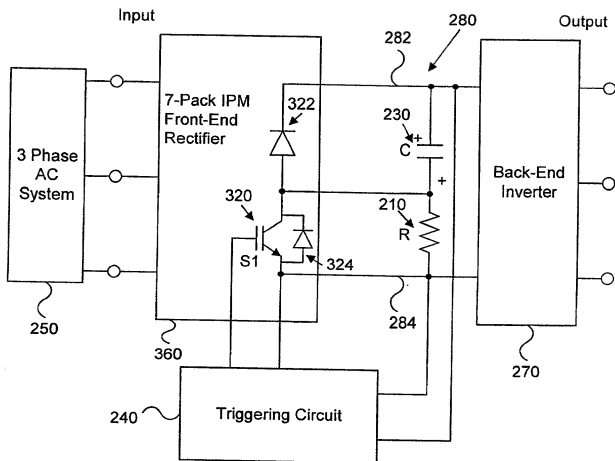 Input
Output
282
280
7-Pack IPM
Front-End
Rectifier
322
230
+
C
+
3 Phase
AC
System
Back-End
Inverter
320
210
R
S1
324
284
250
360
270
240
Triggering Circuit